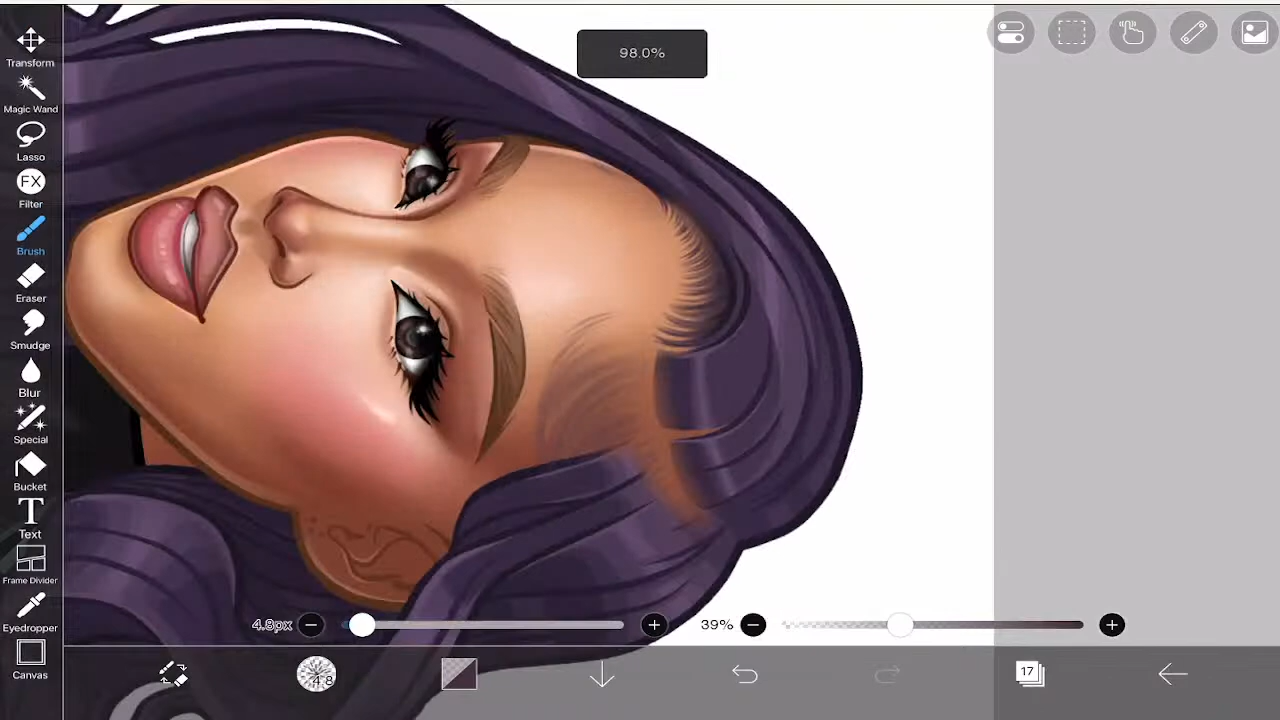 98.0%
Transform
Magic Wand
Lasso
FX
Filter
Brush
Eraser
Smudge
Blur
Special
Bucket
T
Text
Frame Divider
Eyedropper
Canvas
4.8px
39%
4.8
17